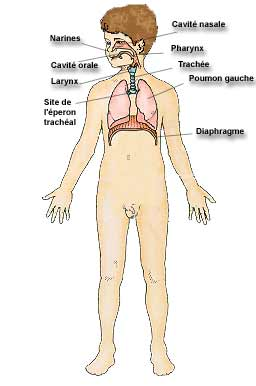 Cavité nasale
Narines
Pharynx
Cavité orale
Trachée
Larynx
Poumon gauche
Site de
l'éperon
trachéal
Diaphragme